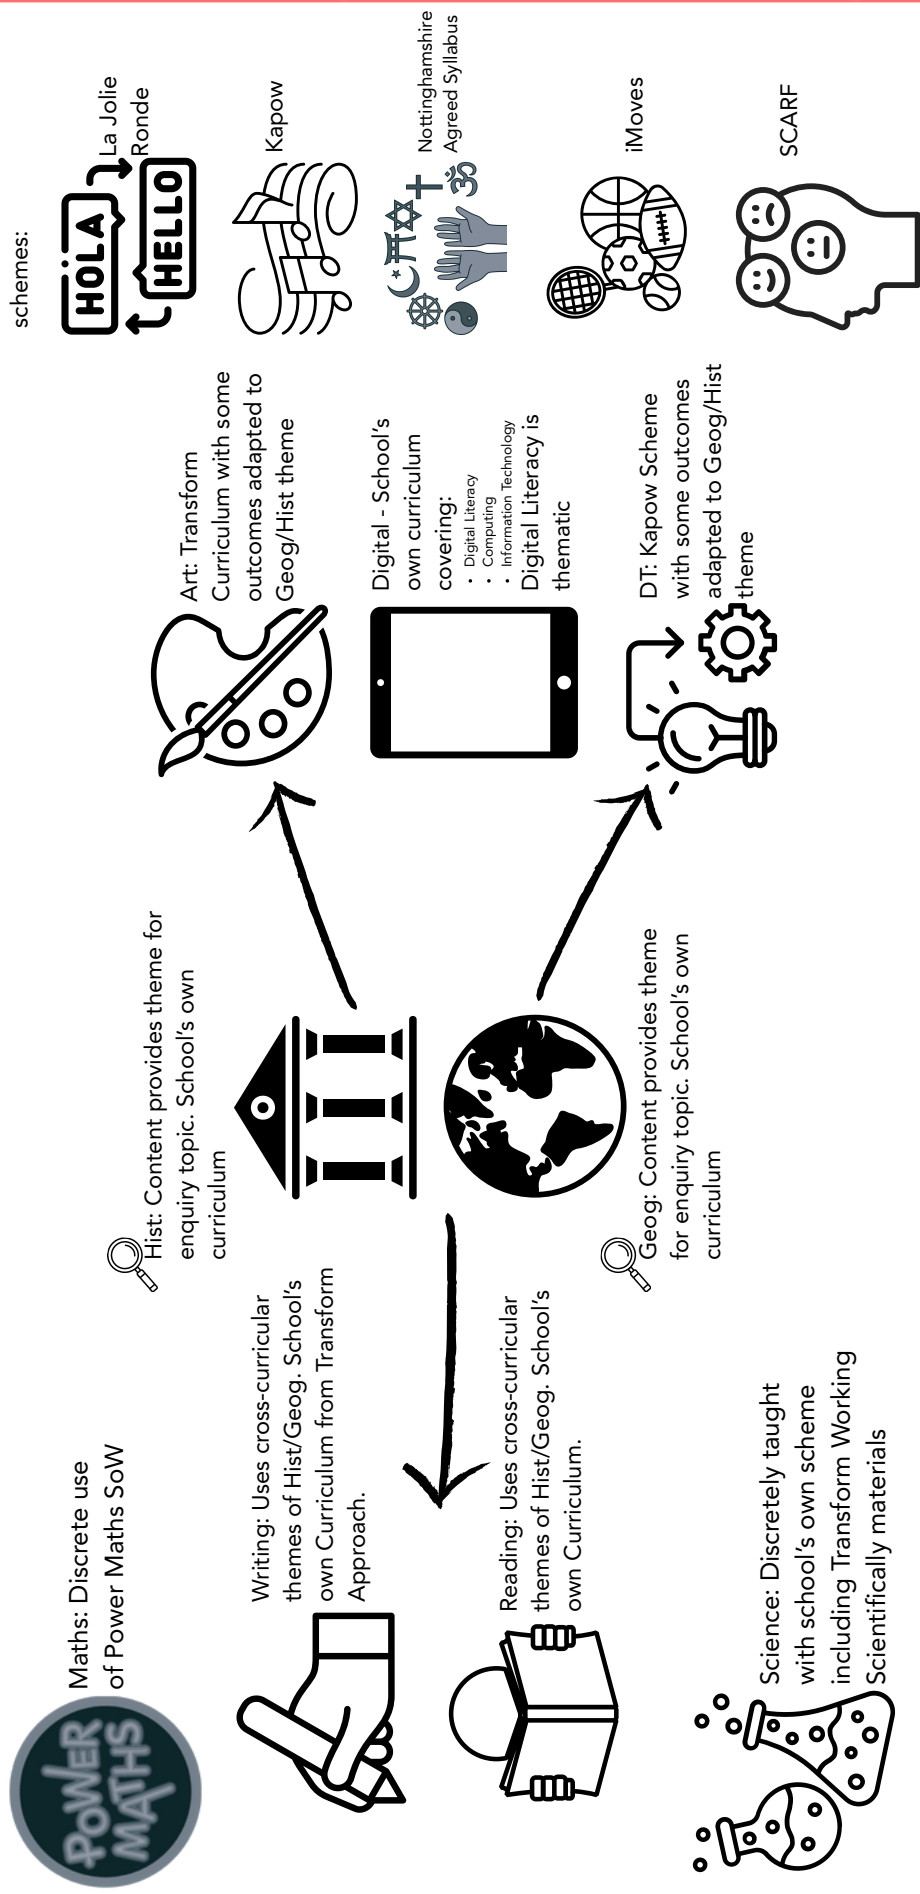 POWER
MATHS
Maths: Discrete use
of Power Maths SoW
Writing: Uses cross-curricular
themes of Hist/Geog. School's
own Curriculum from Transform
Approach.
Reading: Uses cross-curricular
themes of Hist/Geog. School's
own Curriculum.
Science: Discretely taught
with school's own scheme
including Transform Working
Scientifically materials
Hist: Content provides theme for
enquiry topic. School's own
curriculum
Geog: Content provides theme
for enquiry topic. School's own
curriculum
Art: Transform
Curriculum with some
outcomes adapted to
Geog/Hist theme
Digital - School's
own curriculum
covering:
• Digital Literacy
• Computing
• Information Technology
Digital Literacy is
thematic
DT: Kapow Scheme
with some outcomes
adapted to Geog/Hist
theme
schemes:
HOLA
HELLO
La Jolie
Ronde
Kapow
Nottinghamshire
Agreed Syllabus
iMoves
SCARF